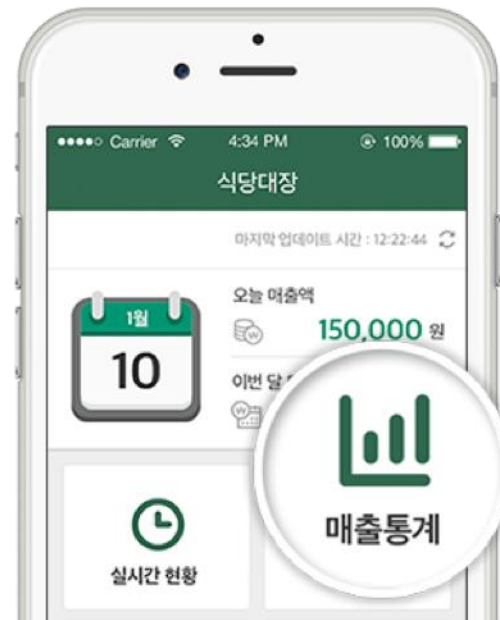 Carrier 4:34 PM 100%
식당대장
마지막 업데이트 시간 : 12:22:44
오늘 매출액
1월
150,000 원
10
이번 달
매출통계
실시간 현황